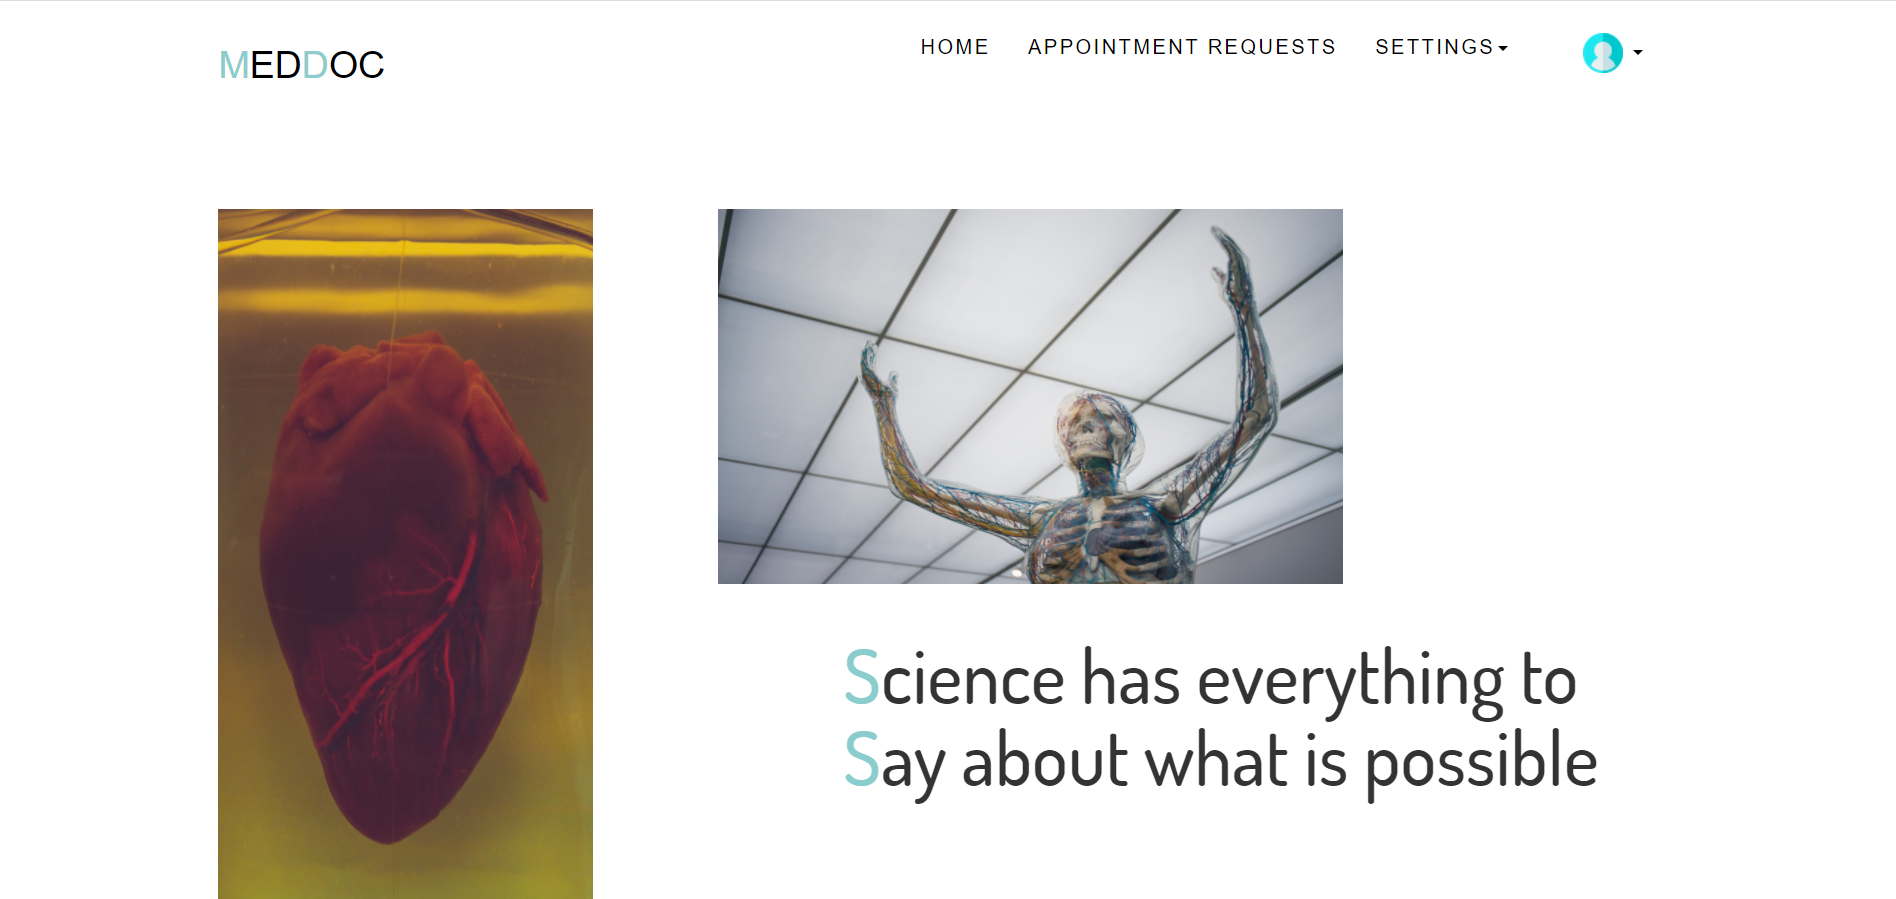 MEDDOC
HOME APPOINTMENT REQUESTS SETTINGS
Science has everything to
Say about what is possible